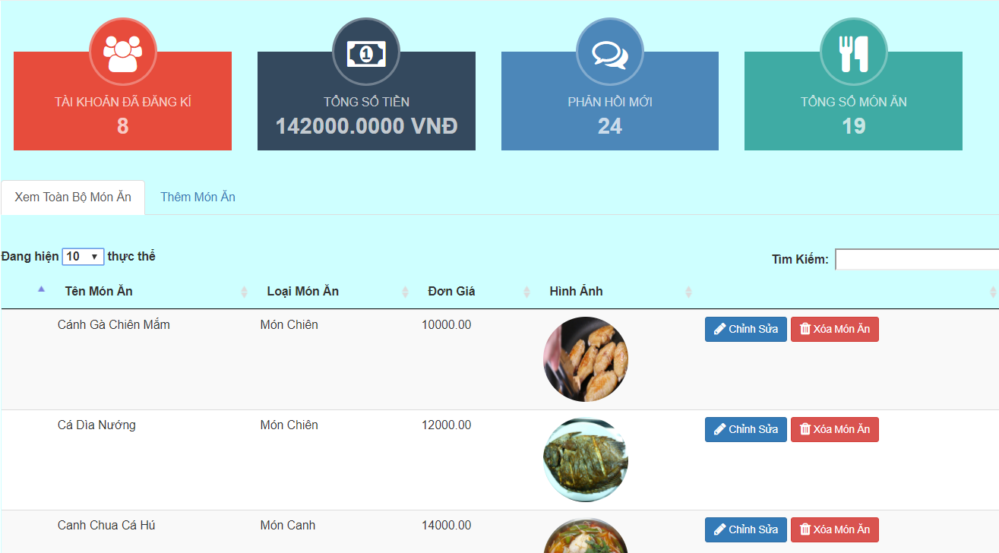 TÀI KHOẢN ĐÃ ĐĂNG KÍ
8
TỔNG SỐ TIỀN
142000.0000 VNĐ
PHẢN HỒI MỚI
24
TỔNG SỐ MÓN ĂN
19
Xem Toàn Bộ Món Ăn
Thêm Món Ăn
Đang hiện 10 thực thể
Tìm Kiếm:
Tên Món Ăn Loại Món Ăn Đơn Giá Hình Ảnh
Cánh Gà Chiên Mắm Món Chiên 10000.00 Chỉnh Sửa Xóa Món Ăn
Cá Dìa Nướng Món Chiên 12000.00 Chỉnh Sửa Xóa Món Ăn
Canh Chua Cá Hú Món Canh 14000.00 Chỉnh Sửa Xóa Món Ăn